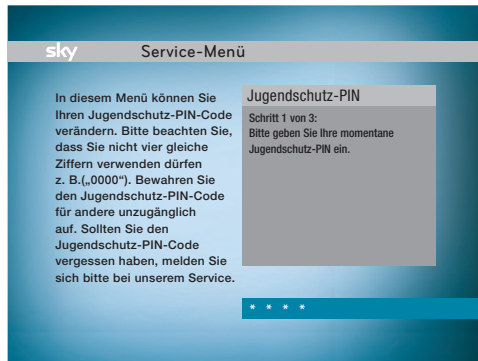 sky Service-Menü
In diesem Menü können Sie
Ihren Jugendschutz-PIN-Code
verändern. Bitte beachten Sie,
dass Sie nicht vier gleiche
Ziffern verwenden dürfen
z. B.(„0000“). Bewahren Sie
den Jugendschutz-PIN-Code
für andere unzugänglich
auf. Sollten Sie den
Jugendschutz-PIN-Code
vergessen haben, melden Sie
sich bitte bei unserem Service.
Jugendschutz-PIN
Schritt 1 von 3:
Bitte geben Sie Ihre momentane
Jugendschutz-PIN ein.
* * * *